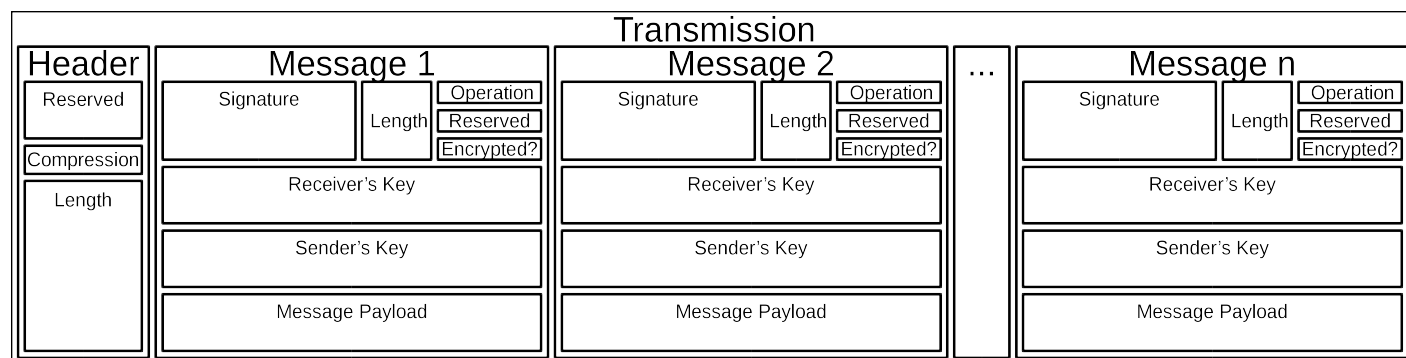 Transmission
Header
Reserved
Compression
Length
Message 1
Signature
Length
Operation
Reserved
Encrypted?
Receiver’s Key
Sender’s Key
Message Payload
Message 2
Signature
Length
Operation
Reserved
Encrypted?
Receiver’s Key
Sender’s Key
Message Payload
...
Message n
Signature
Length
Operation
Reserved
Encrypted?
Receiver’s Key
Sender’s Key
Message Payload